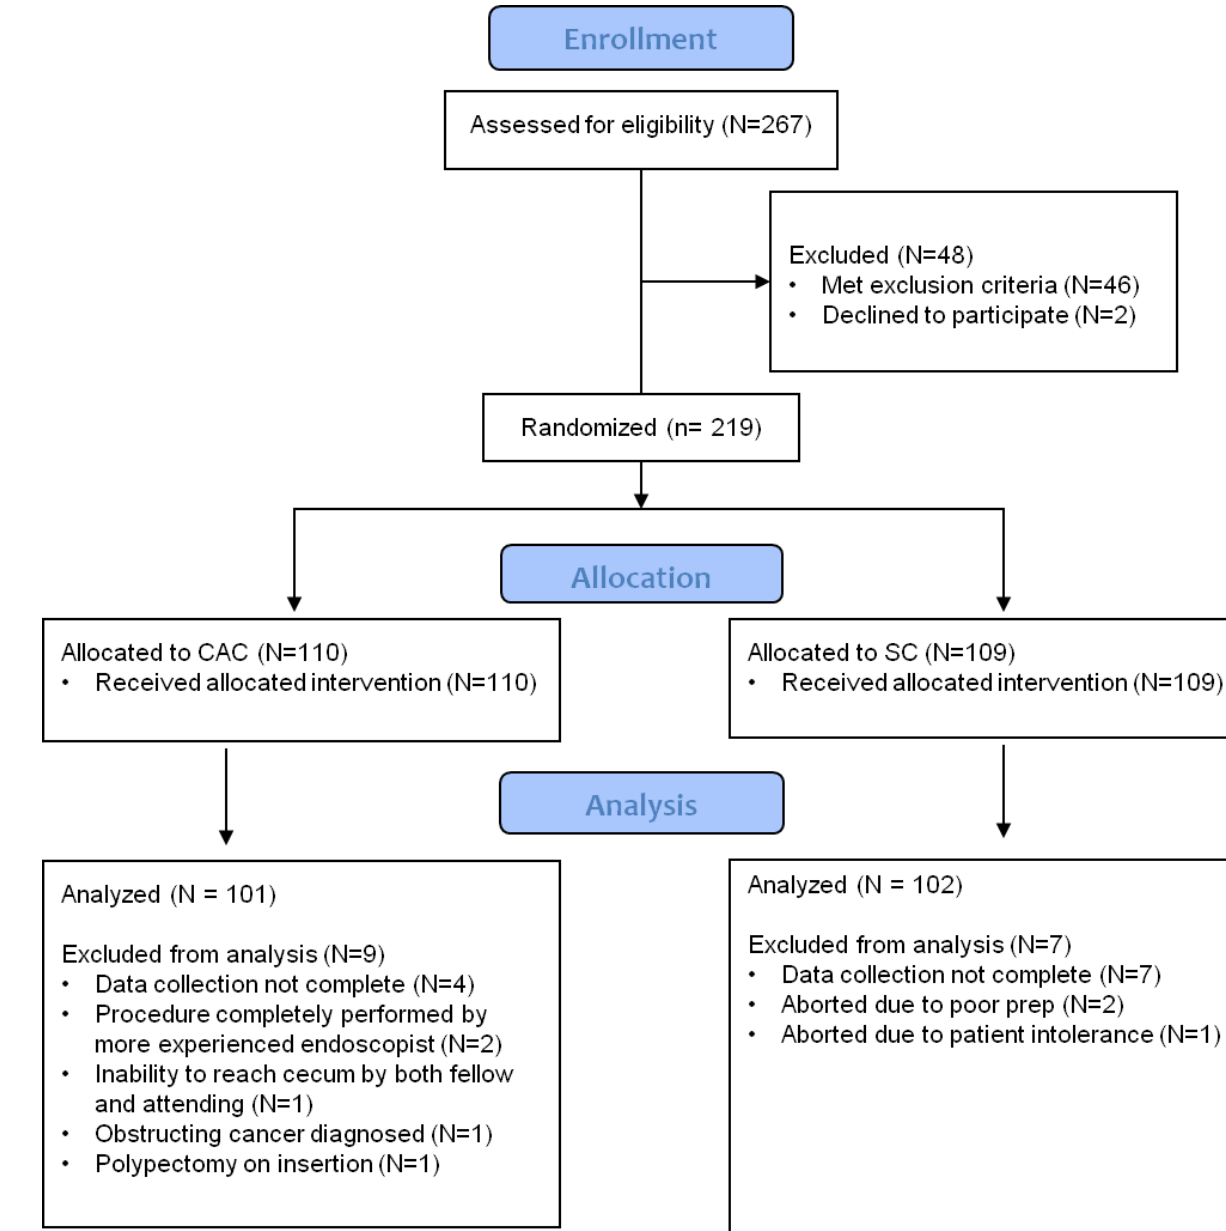 Enrollment
Assessed for eligibility (N=267)
Excluded (N=48)
• Met exclusion criteria (N=46)
• Declined to participate (N=2)
Randomized (n= 219)
Allocation
Allocated to CAC (N=110)
• Received allocated intervention (N=110)
Allocated to SC (N=109)
• Received allocated intervention (N=109)
Analysis
Analyzed (N = 101)
Excluded from analysis (N=9)
• Data collection not complete (N=4)
• Procedure completely performed by
more experienced endoscopist (N=2)
• Inability to reach cecum by both fellow
and attending (N=1)
• Obstructing cancer diagnosed (N=1)
• Polypectomy on insertion (N=1)
Analyzed (N = 102)
Excluded from analysis (N=7)
• Data collection not complete (N=7)
• Aborted due to poor prep (N=2)
• Aborted due to patient intolerance (N=1)